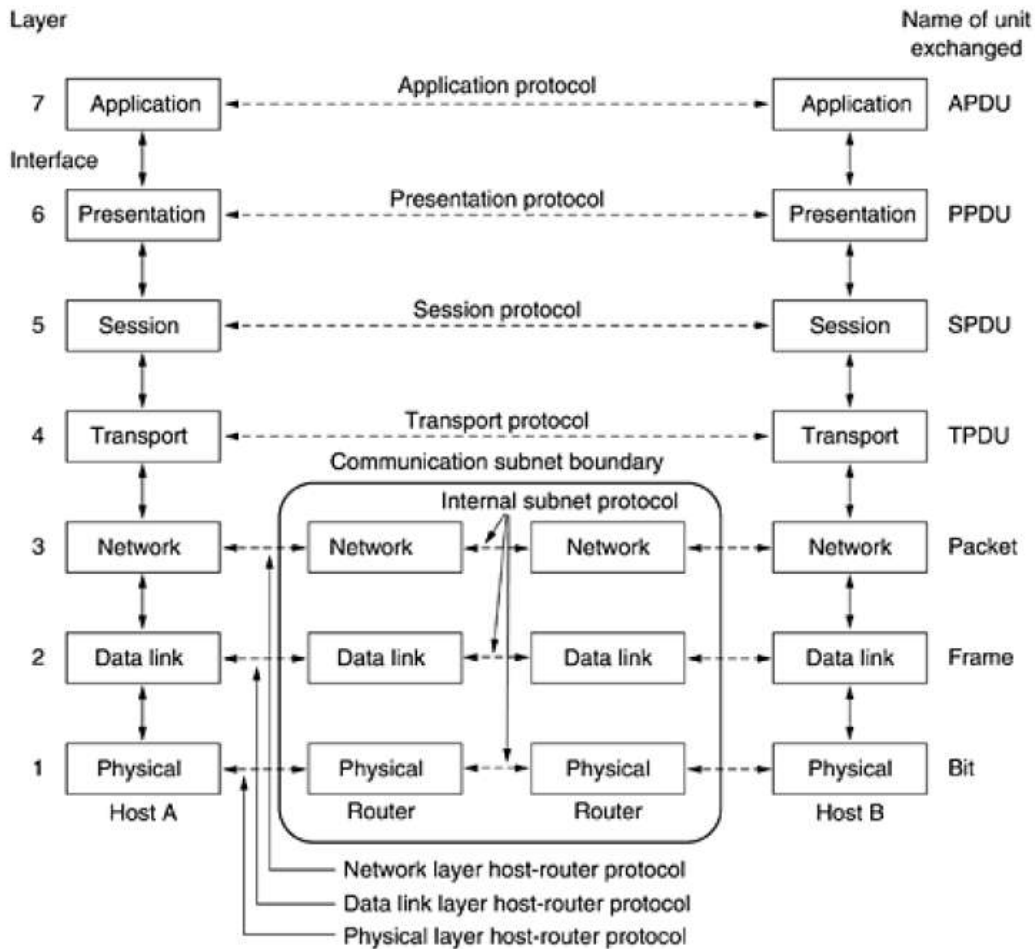 Layer
Name of unit
exchanged
Application protocol
7 Application Application APDU
Interface
Presentation protocol
6 Presentation Presentation PPDU
Session protocol
5 Session Session SPDU
Transport protocol
4 Transport Transport TPDU
Communication subnet boundary
Internal subnet protocol
3 Network Network Network Network Packet
2 Data link Data link Data link Data link Frame
1 Physical Physical Physical Physical Bit
Host A Router Router Host B
Network layer host-router protocol
Data link layer host-router protocol
Physical layer host-router protocol